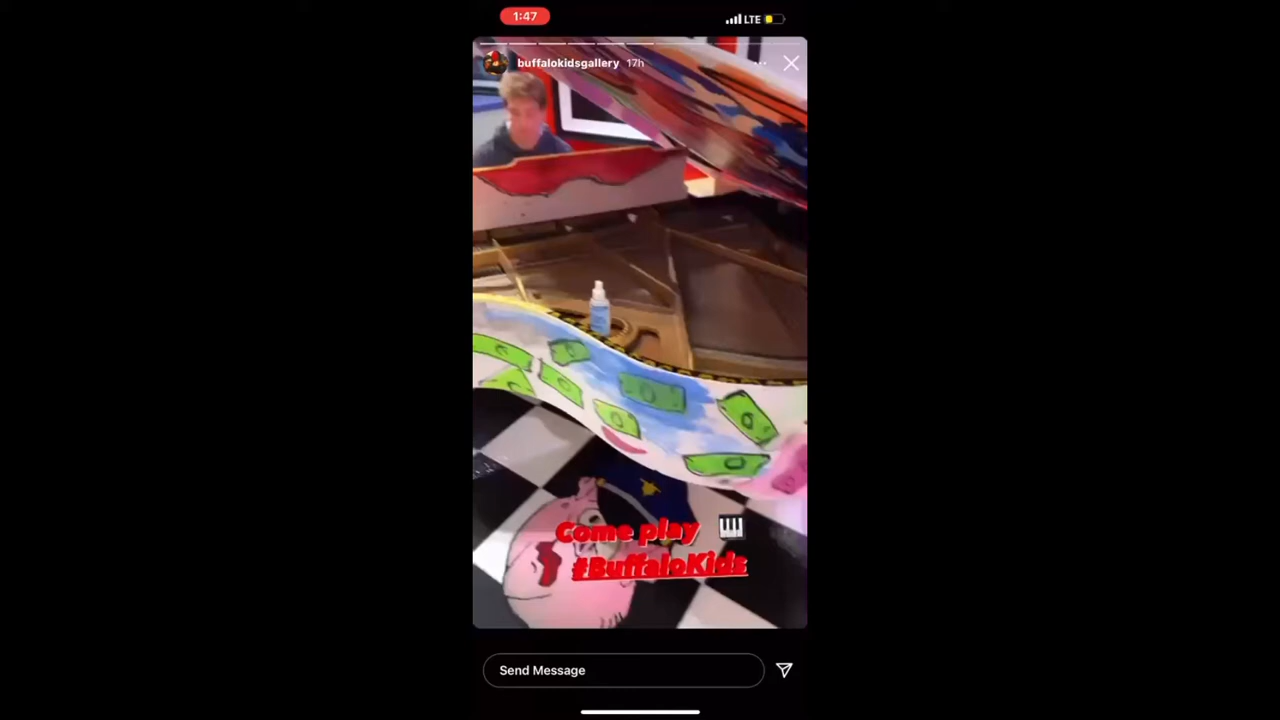 1:47 LTE
buffalokidsgallery 17h
Come play
#BuffaloKids
Send Message